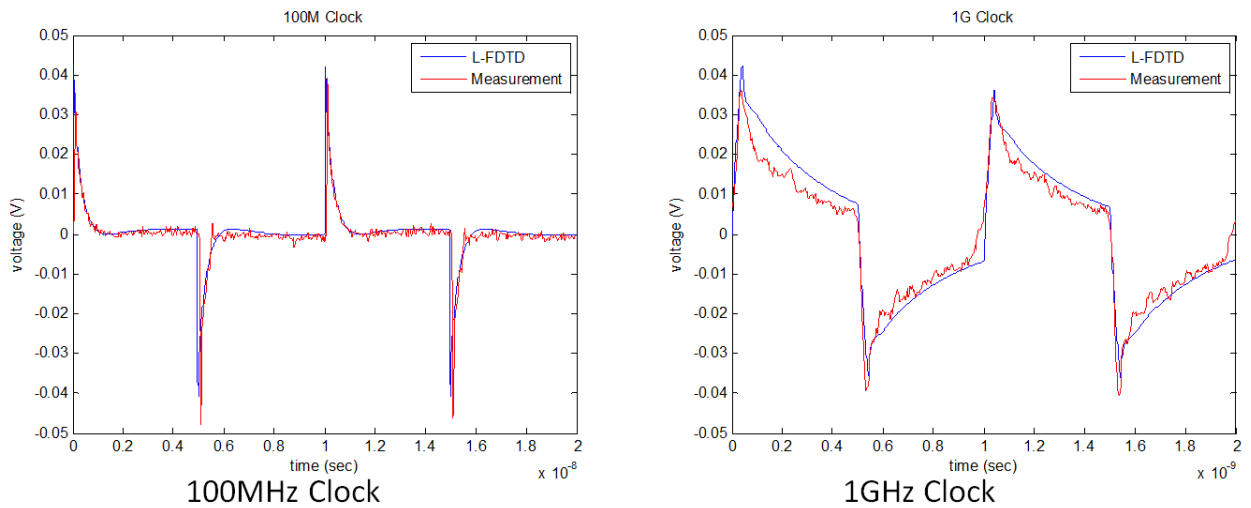 100M Clock
0.05
0.04
0.03
0.02
0.01
0
-0.01
-0.02
-0.03
-0.04
-0.05
voltage (V)
L-FDTD
Measurement
0 0.2 0.4 0.6 0.8 1 1.2 1.4 1.6 1.8 2
time (sec)
x 10-8
100MHz Clock
1G Clock
0.05
0.04
0.03
0.02
0.01
0
-0.01
-0.02
-0.03
-0.04
-0.05
voltage (V)
L-FDTD
Measurement
0 0.2 0.4 0.6 0.8 1 1.2 1.4 1.6 1.8 2
time (sec)
x 10-9
1GHz Clock